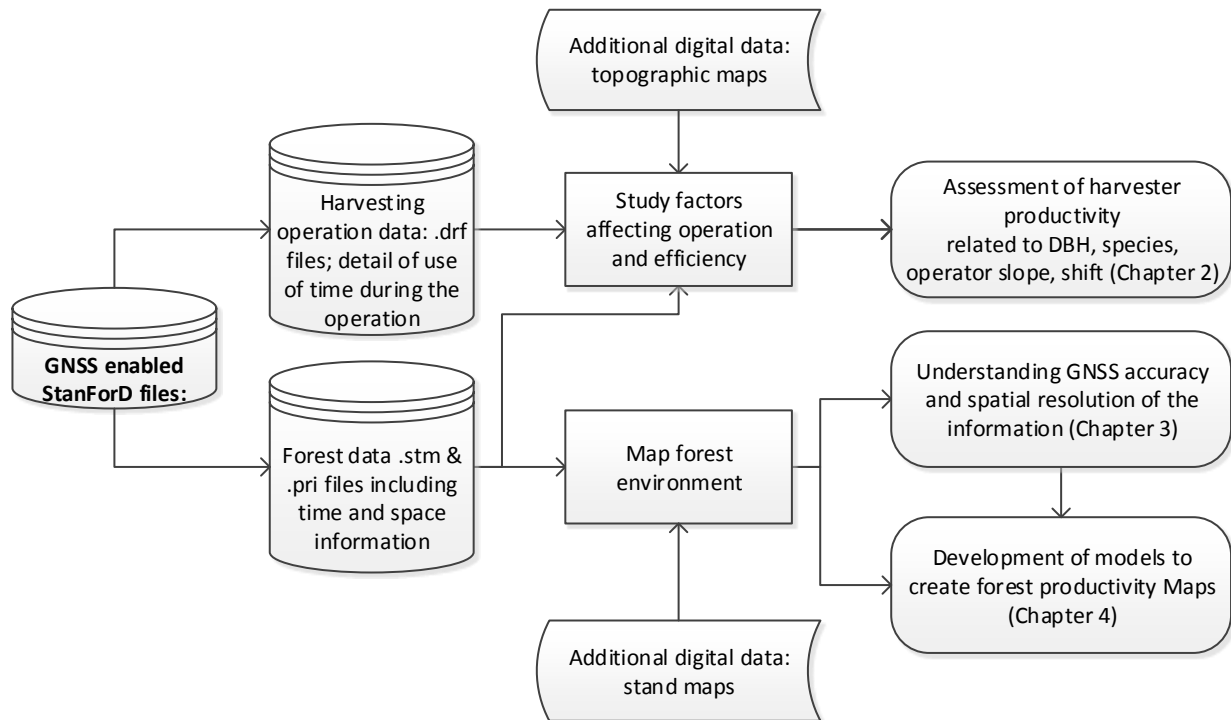 Additional digital data:
topographic maps
Harvesting
operation data: .drf
files; detail of use
of time during the
operation
Study factors
affecting operation
and efficiency
Assessment of harvester
productivity
related to DBH, species,
operator slope, shift (Chapter 2)
GNSS enabled
StanForD files:
Forest data .stm &
.pri files including
time and space
information
Map forest
environment
Understanding GNSS accuracy
and spatial resolution of the
information (Chapter 3)
Development of models to
create forest productivity Maps
(Chapter 4)
Additional digital data:
stand maps